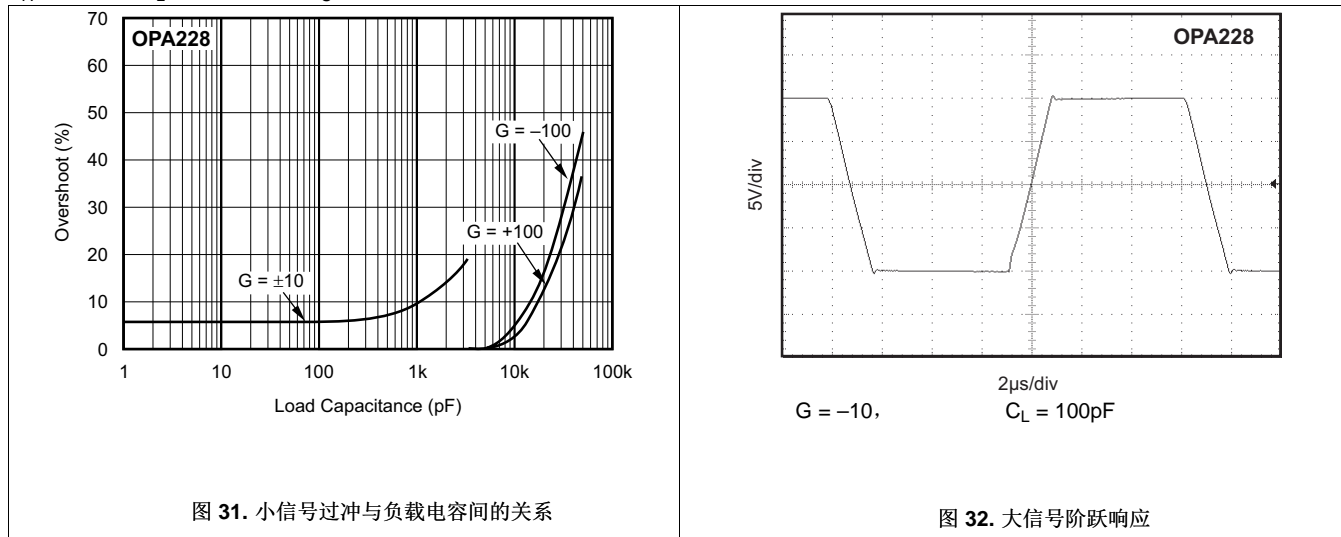 70
OPA228
60
50
40
30
20
10
0
Overshoot (%)
G = –100
G = +100
G = ±10
1 10 100 1k 10k 100k
Load Capacitance (pF)
图 31. 小信号过冲与负载电容间的关系
OPA228
5V/div
2μs/div
G = –10， CL = 100pF
图 32. 大信号阶跃响应